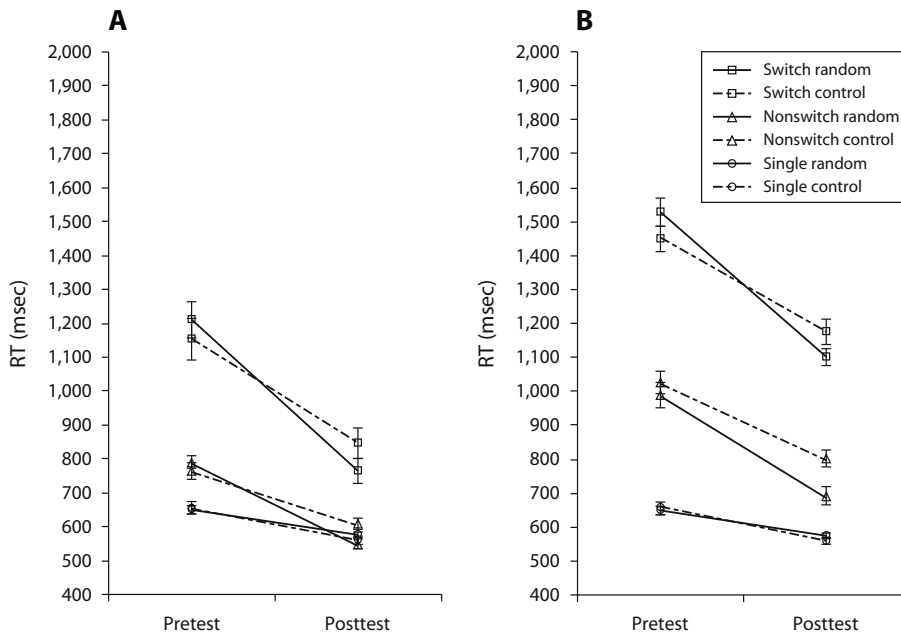 A
2,000
1,900
1,800
1,700
1,600
1,500
1,400
1,300
1,200
1,100
1,000
900
800
700
600
500
400
RT (msec)
Pretest Posttest
B
2,000
1,900
1,800
1,700
1,600
1,500
1,400
1,300
1,200
1,100
1,000
900
800
700
600
500
400
RT (msec)
Pretest Posttest
Switch random
Switch control
Nonswitch random
Nonswitch control
Single random
Single control